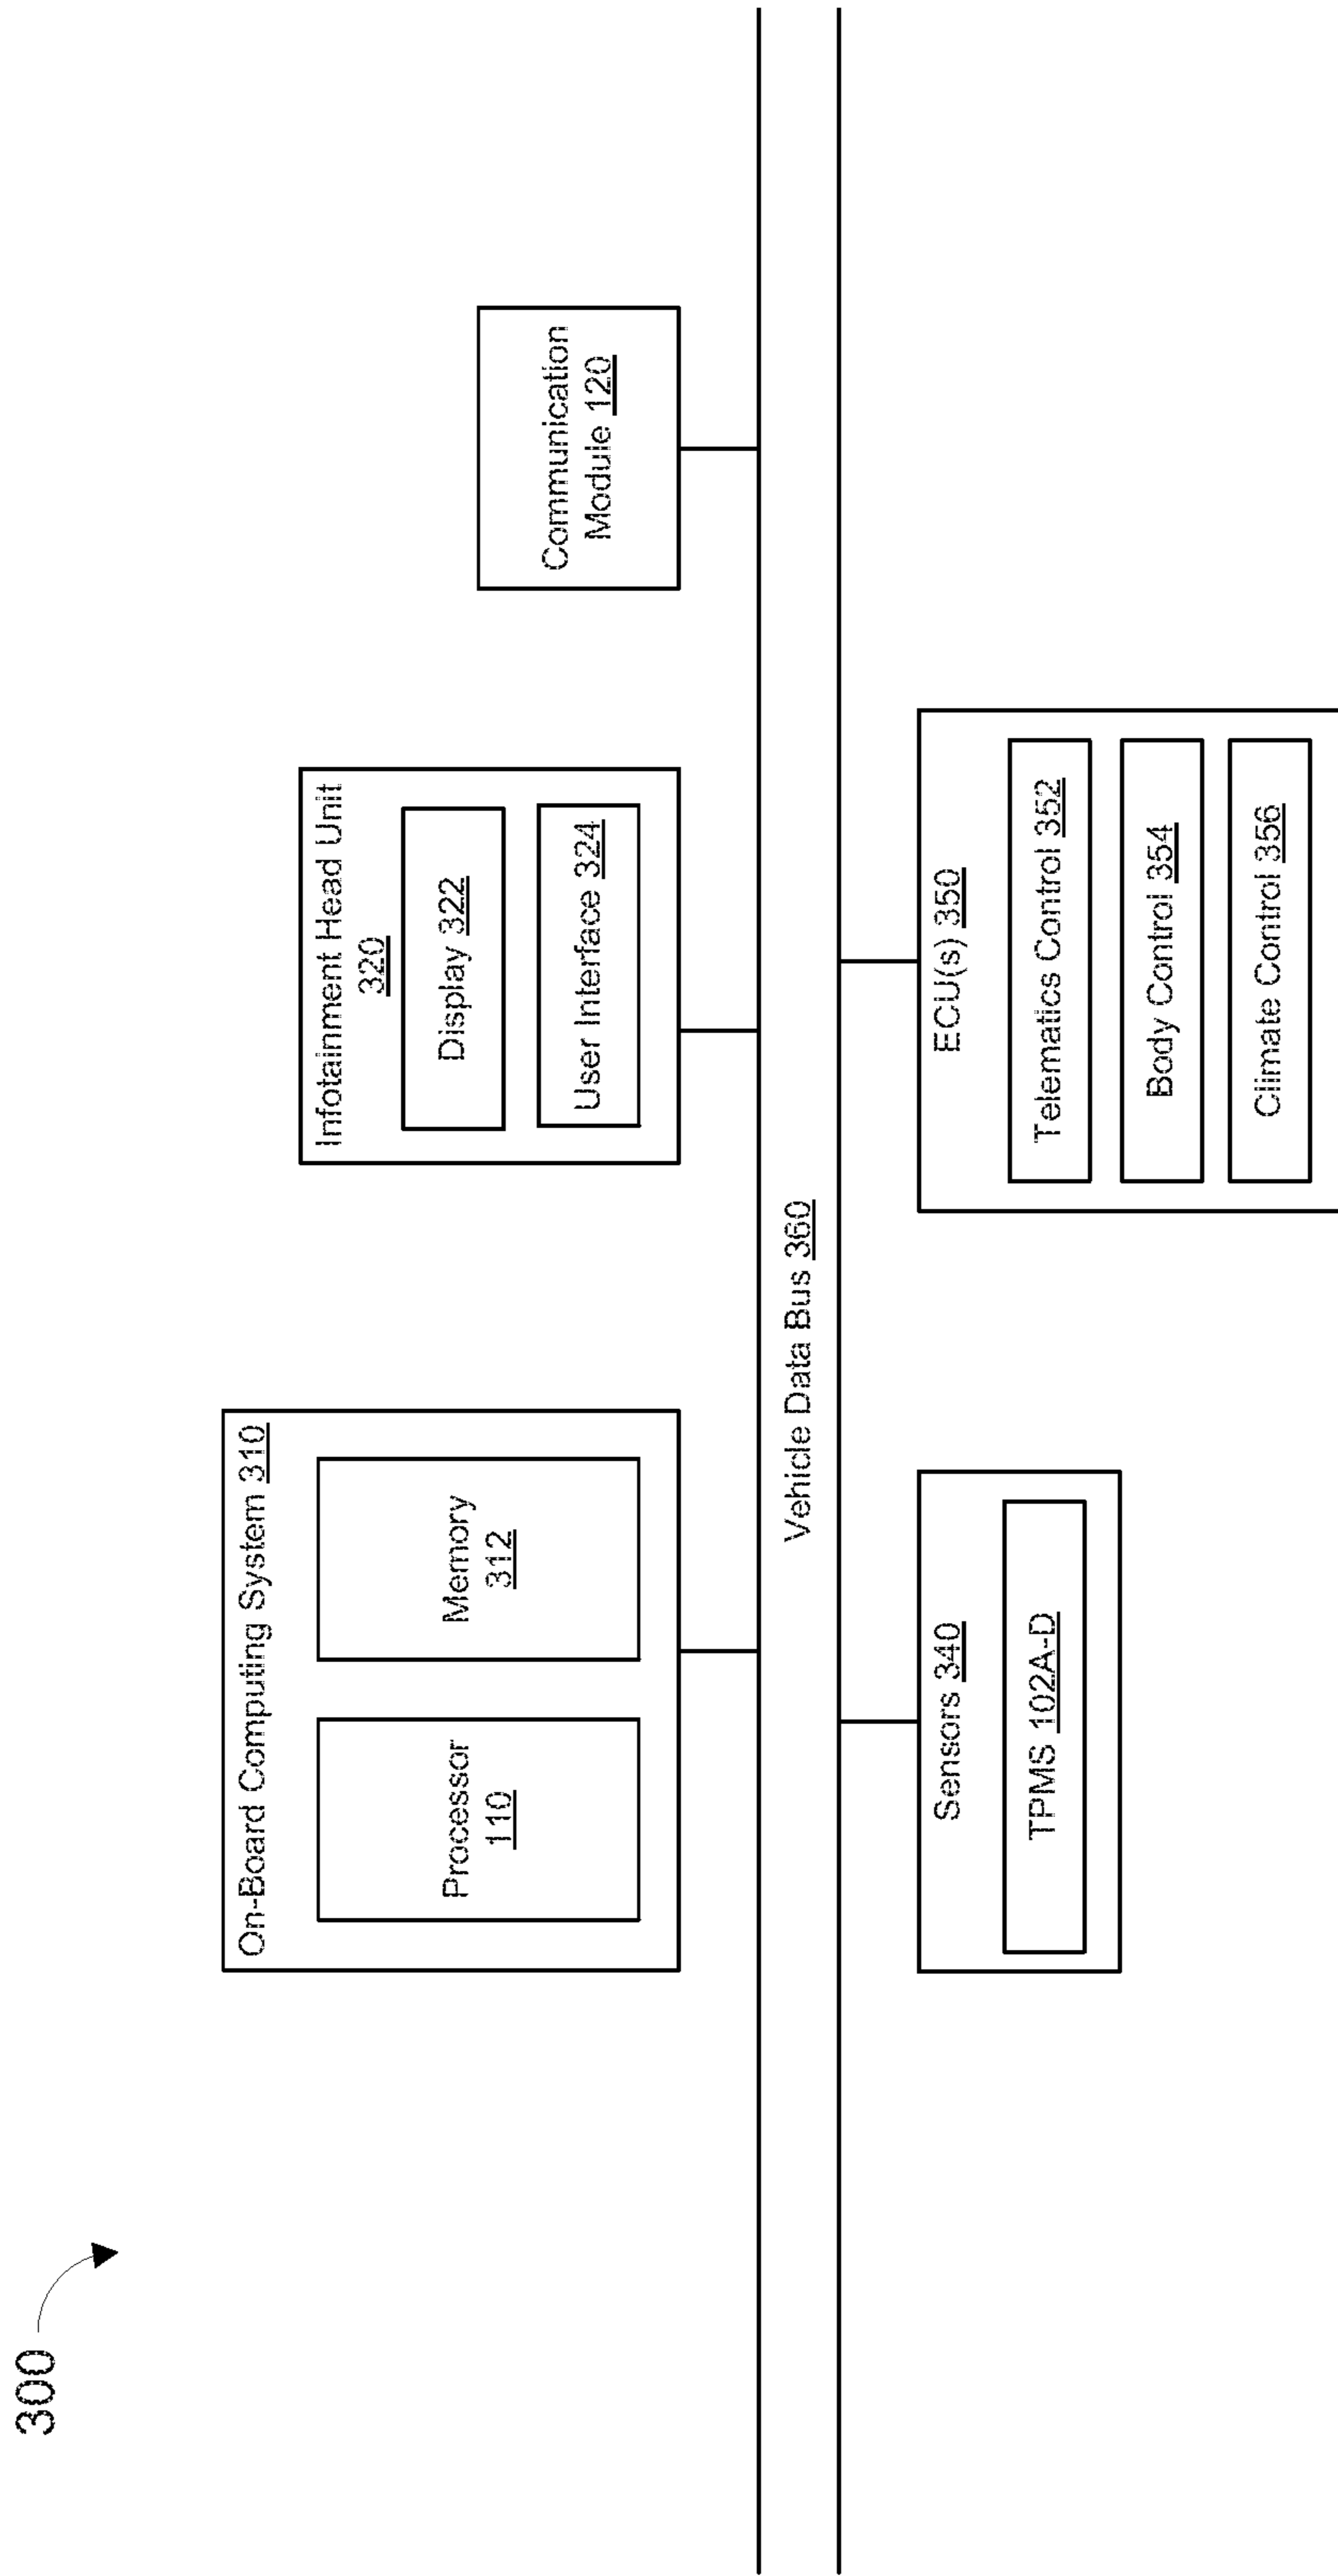 300
On-Board Computing System 310
Processor
110
Memory
312
Infotainment Head Unit
320
Display 322
User Interface 324
Communication
Module 120
Vehicle Data Bus 360
Sensors 340
TPMS 102A-D
ECU(s) 350
Telematics Control 352
Body Control 354
Climate Control 356